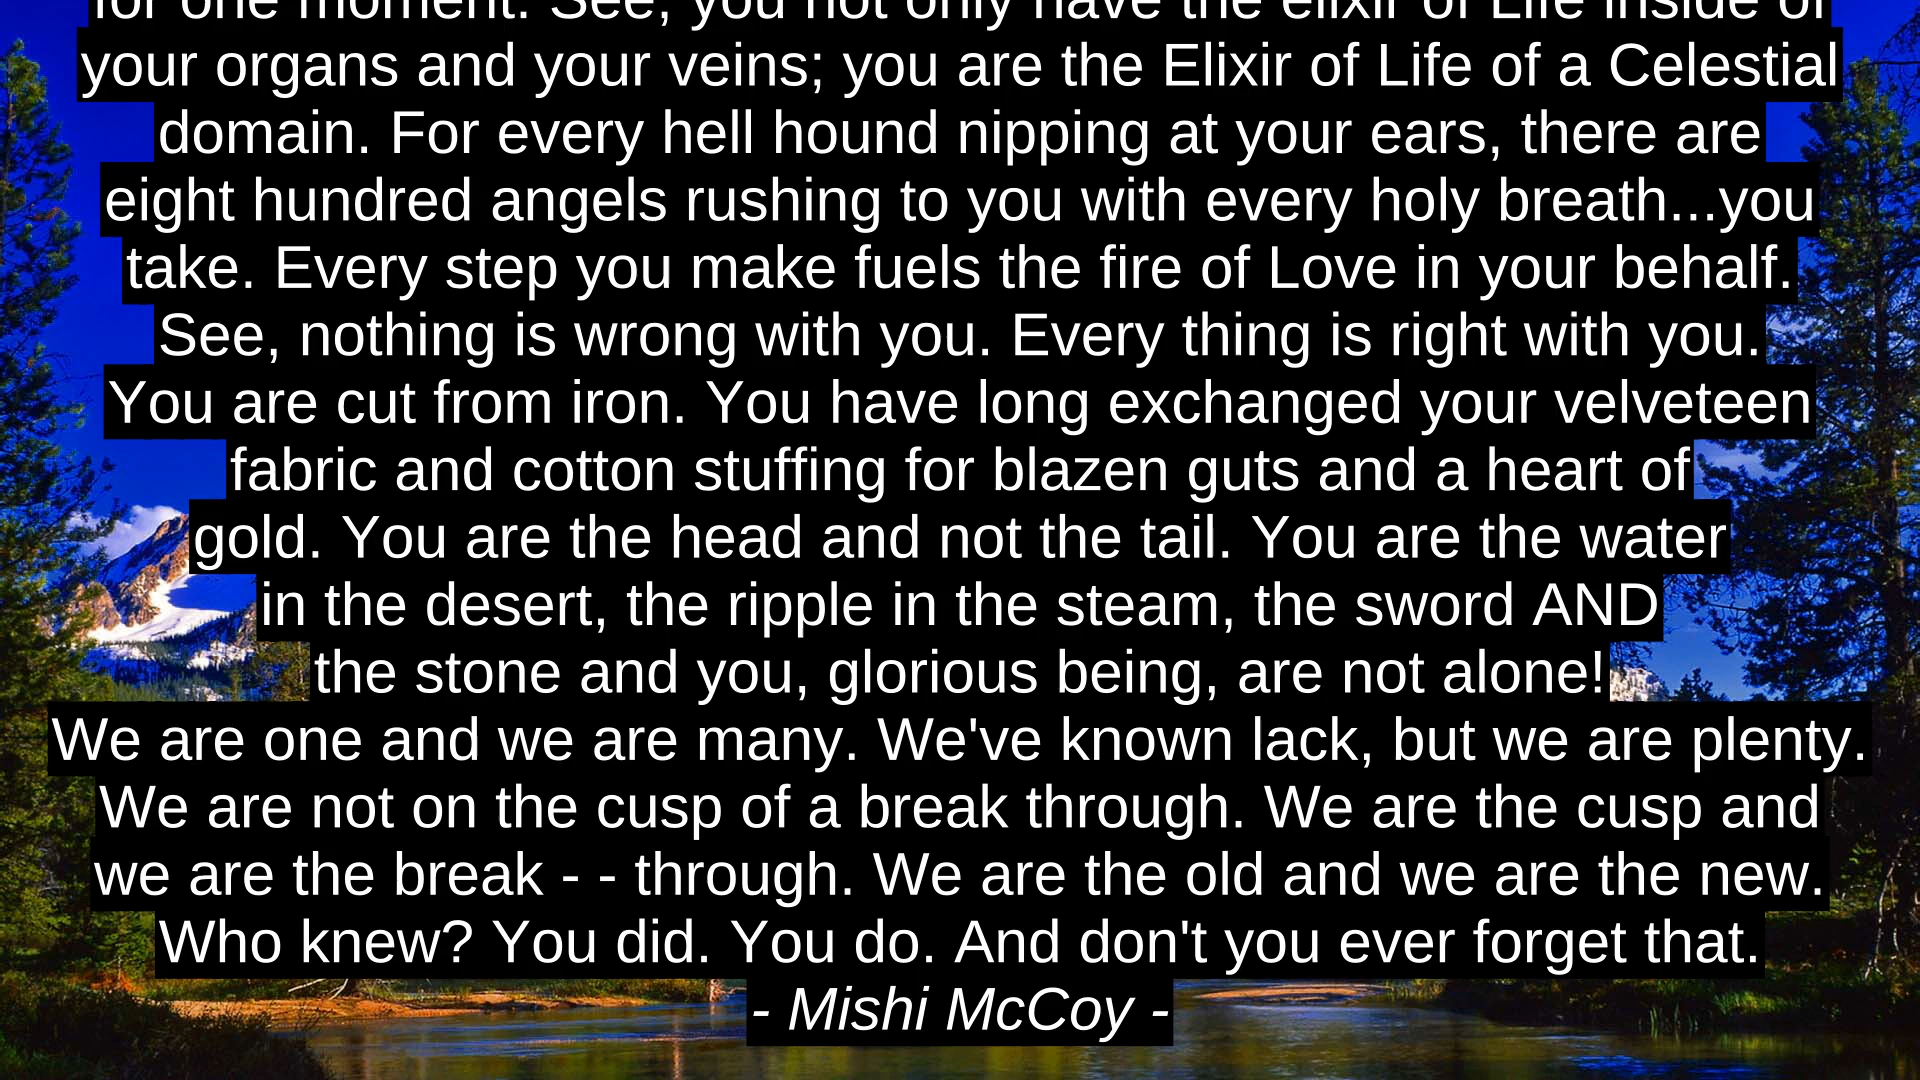 for one moment. See, you not only have the elixir of Life inside of
your organs and your veins; you are the Elixir of Life of a Celestial
domain. For every hell hound nipping at your ears, there are
eight hundred angels rushing to you with every holy breath...you
take. Every step you make fuels the fire of Love in your behalf.
See, nothing is wrong with you. Every thing is right with you.
You are cut from iron. You have long exchanged your velveteen
fabric and cotton stuffing for blazen guts and a heart of
gold. You are the head and not the tail. You are the water
in the desert, the ripple in the steam, the sword AND
the stone and you, glorious being, are not alone!
We are one and we are many. We've known lack, but we are plenty.
We are not on the cusp of a break through. We are the cusp and
we are the break - - through. We are the old and we are the new.
Who knew? You did. You do. And don't you ever forget that.
- Mishi McCoy -